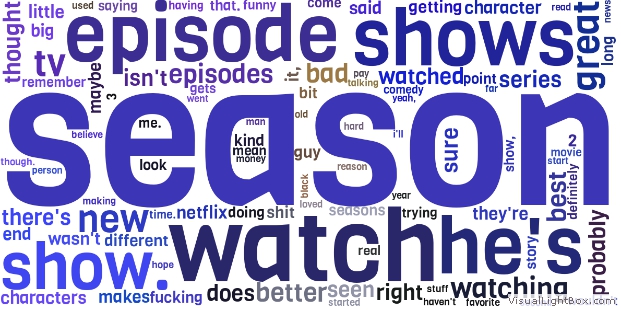 thought
little
used
saying
having
that,
funny
come
said
getting
character
read
great
news
long
big
episode
shows
tv
remember
maybe
3
isn't
episodes
it,
bad
pay
talking
watched
point
series
gets
went
bit
comedy
yeah,
far
season
old
man
me.
kind
mean
money
guy
hard
i'll
sure
show,
2
movie
start
believe
though.
person
look
reason
black
loved
year
best
definitely
making
there's
new
time.
netflix
doing
shit
seasons
trying
they're
end
wasn't
different
watch
he's
story
probably
show.
hope
real
characters
makes
fucking
does
better
seen
started
right
stuff
haven't
watching
favorite
VisualLightBox.com